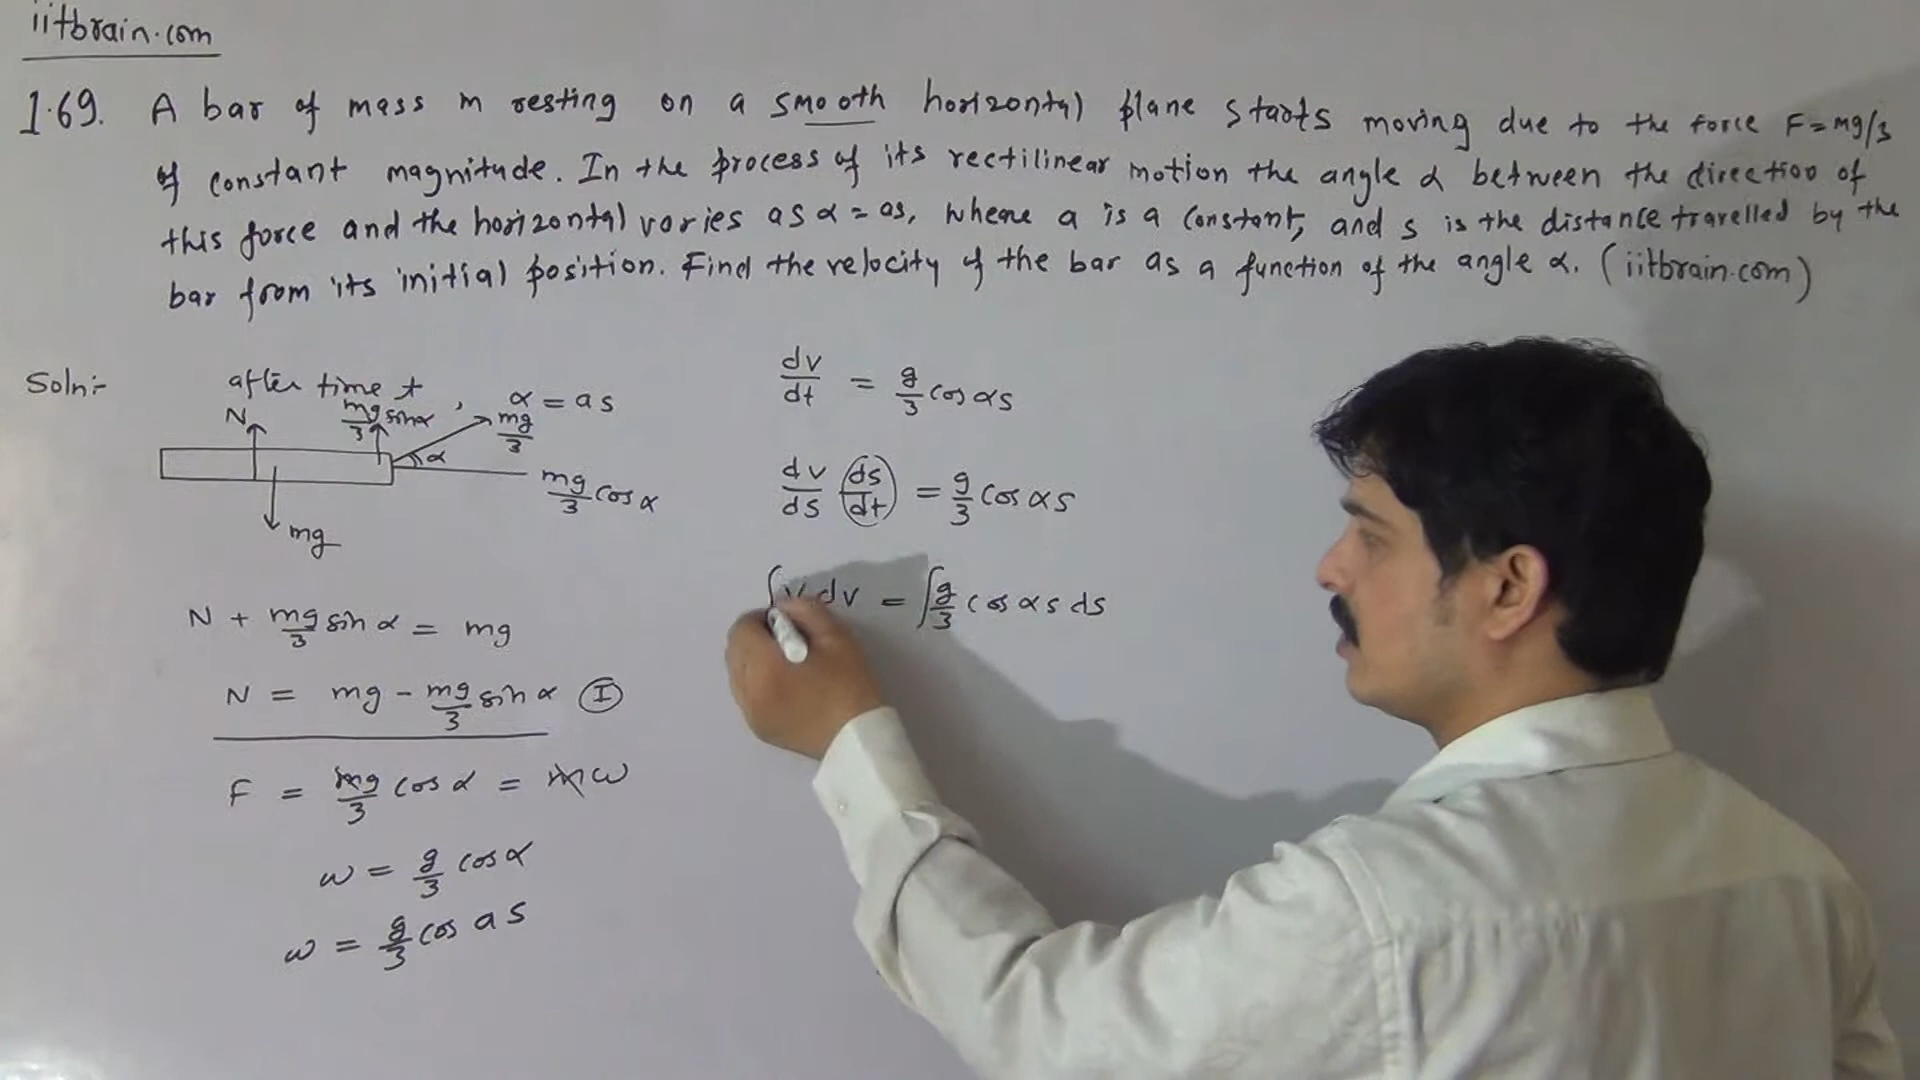 iitbrain.com
1.69. A bar of mass m resting on a smooth horizontal plane starts moving due to the force F=mg/3
of constant magnitude. In the process of its rectilinear motion the angle α between the direction of
this force and the horizontal varies as α = as, where a is a constant, and s is the distance travelled by the
bar from its initial position. Find the velocity of the bar as a function of the angle α. (iitbrain.com)
Soln:- after time t, α = as
N mg/3 sinα mg/3
α
mg/3 cos α
mg
N + mg/3 sin α = mg
N = mg - mg/3 sin α (I)
F = mg/3 cos α = mω
ω = g/3 cosα
ω = g/3 cos as
dv/dt = g/3 cos αs
dv/ds ds/dt = g/3 cos αs
∫v dv = ∫g/3 cos αs ds